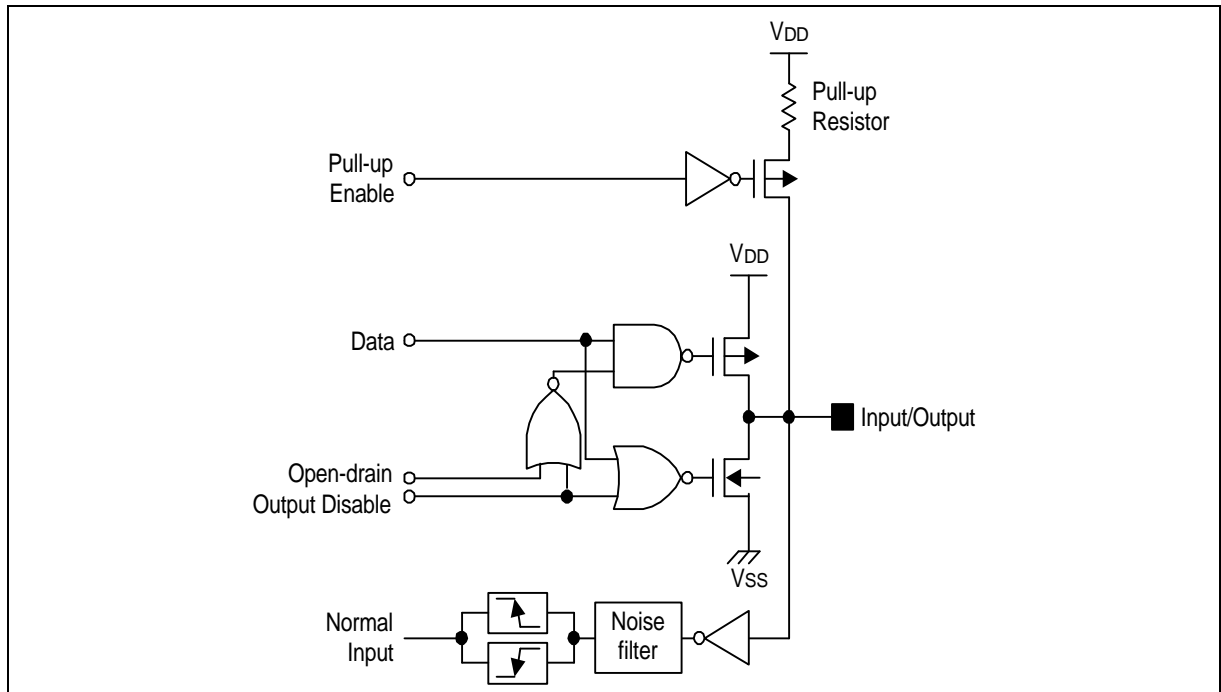 VDD
Pull-up
Resistor
Pull-up
Enable
VDD
Data
Input/Output
Open-drain
Output Disable
VSS
Normal
Input
Noise
filter